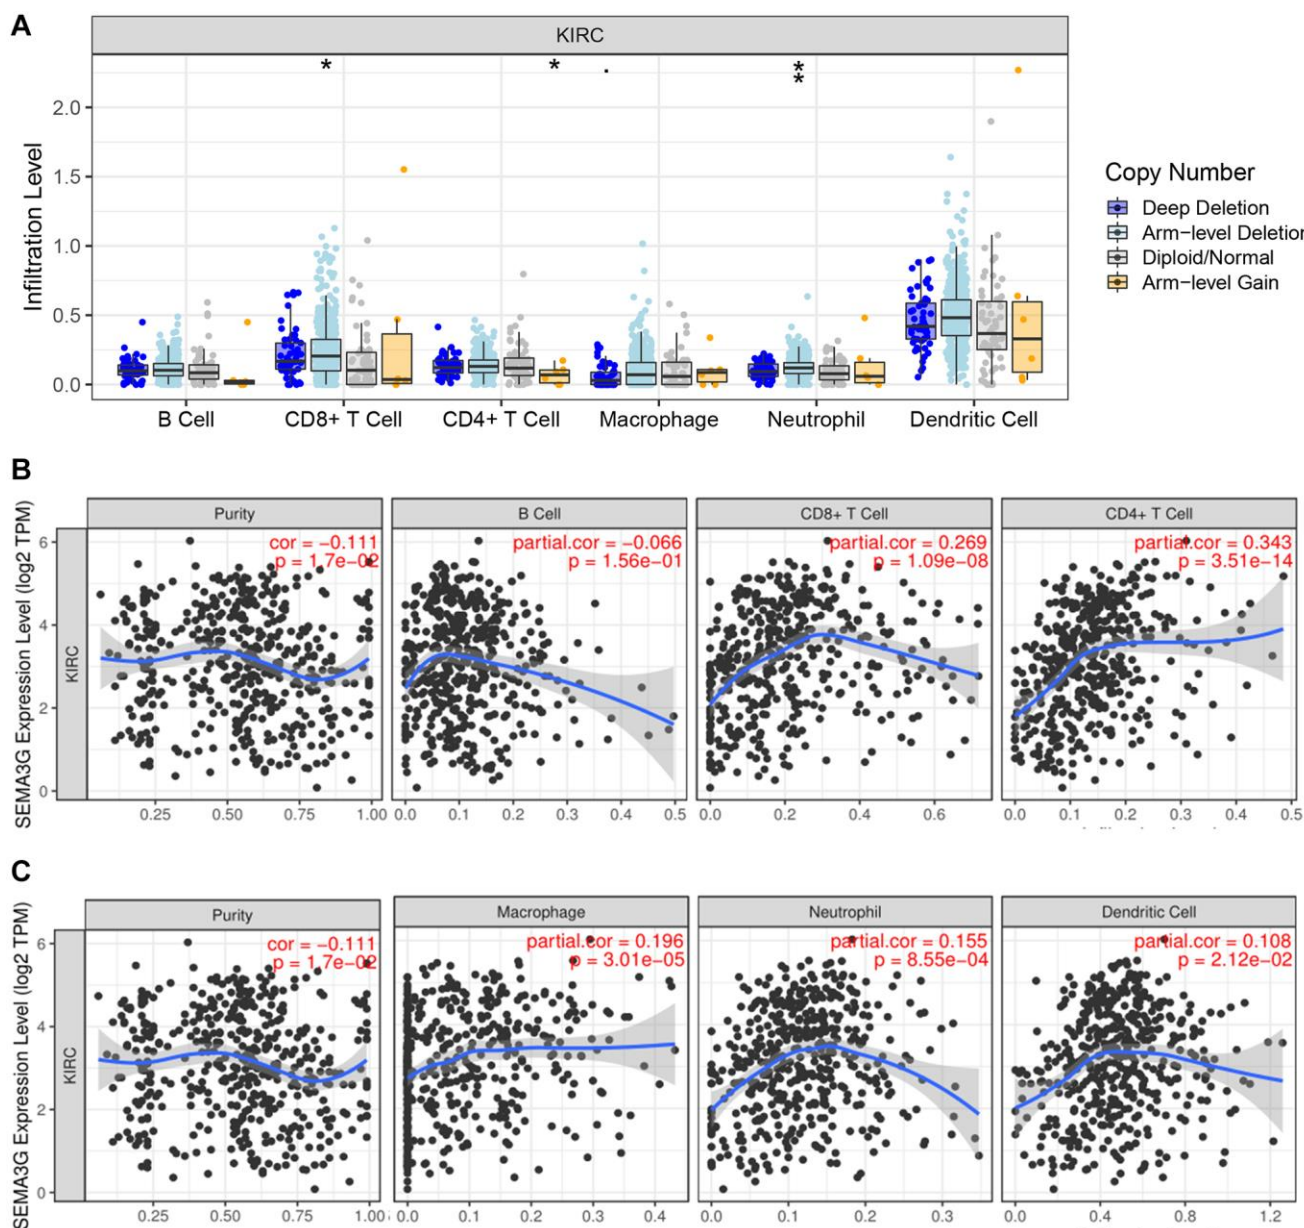 A
KIRC
*
*
.
**
Infiltration Level
2.0
1.5
1.0
0.5
0.0
B Cell
CD8+ T Cell
CD4+ T Cell
Macrophage
Neutrophil
Dendritic Cell
Copy Number
Deep Deletion
Arm-level Deletion
Diploid/Normal
Arm-level Gain
B
SEMA3G Expression Level (log2 TPM)
KIRC
6
4
2
0
Purity
cor = −0.111
p = 1.7e−02
0.25 0.50 0.75 1.00
B Cell
partial.cor = −0.066
p = 1.56e−01
0.0 0.1 0.2 0.3 0.4 0.5
CD8+ T Cell
partial.cor = 0.269
p = 1.09e−08
0.0 0.2 0.4 0.6
CD4+ T Cell
partial.cor = 0.343
p = 3.51e−14
0.0 0.1 0.2 0.3 0.4 0.5
C
SEMA3G Expression Level (log2 TPM)
KIRC
6
4
2
0
Purity
cor = −0.111
p = 1.7e−02
0.25 0.50 0.75 1.00
Macrophage
partial.cor = 0.196
p = 3.01e−05
0.0 0.1 0.2 0.3 0.4
Neutrophil
partial.cor = 0.155
p = 8.55e−04
0.0 0.1 0.2 0.3
Dendritic Cell
partial.cor = 0.108
p = 2.12e−02
0.0 0.4 0.8 1.2